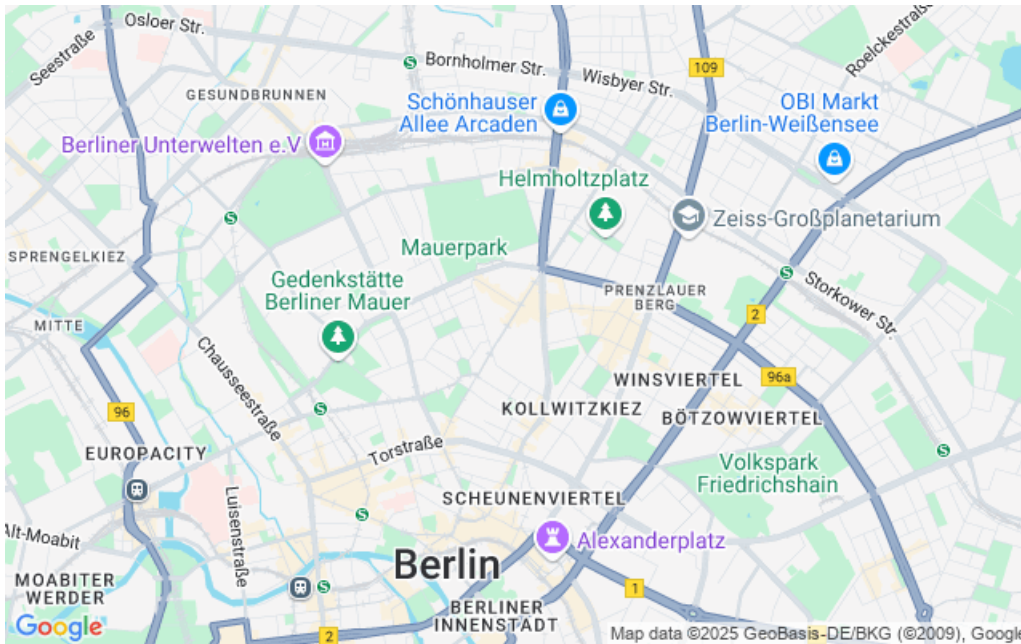 Osloer Str.
Seestraße
Bornholmer Str.
Wisbyer Str.
109
Roelckestraße
GESUNDBRUNNEN
Schönhauser
Allee Arcaden
OBI Markt
Berlin-Weißensee
Berliner Unterwelten e.V
Helmholtzplatz
Zeiss-Großplanetarium
Mauerpark
SPRENGELKIEZ
Gedenkstätte
Berliner Mauer
PRENZLAUER
BERG
Storkower Str.
MITTE
2
Chausseestraße
WINSVIERTEL
96a
96
KOLLWITZKIEZ
BÖTZOWVIERTEL
EUROPACITY
Torstraße
Volkspark
Friedrichshain
Luisenstraße
SCHEUNENVIERTEL
Alt-Moabit
Alexanderplatz
Berlin
MOABITER
WERDER
1
BERLINER
INNENSTADT
Google
2
Map data ©2025 GeoBasis-DE/BKG (©2009), Google